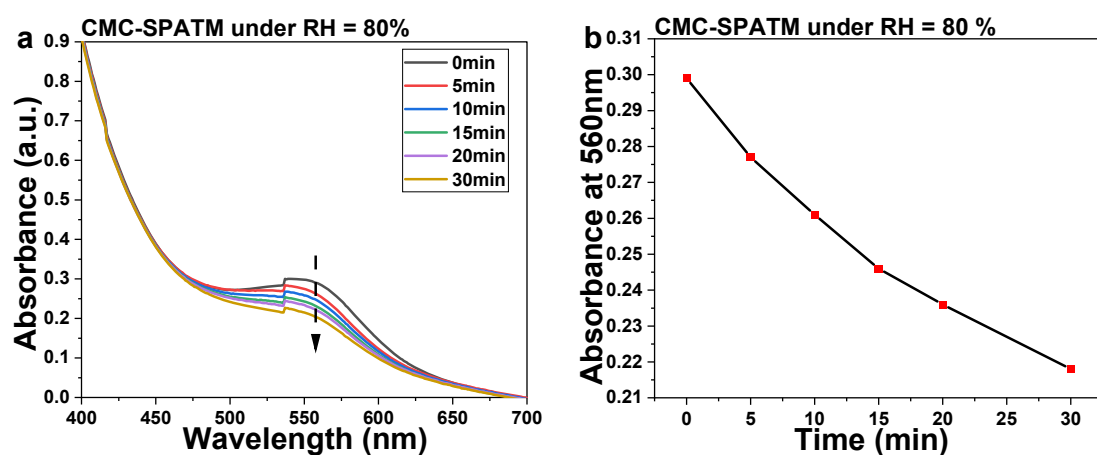 a
CMC-SPATM under RH = 80%
0.9
0.8
0.7
0.6
0.5
0.4
0.3
0.2
0.1
0.0
Absorbance (a.u.)
0min
5min
10min
15min
20min
30min
400 450 500 550 600 650 700
Wavelength (nm)
b
CMC-SPATM under RH = 80 %
0.31
0.30
0.29
0.28
0.27
0.26
0.25
0.24
0.23
0.22
0.21
Absorbance at 560nm
0 5 10 15 20 25 30
Time (min)